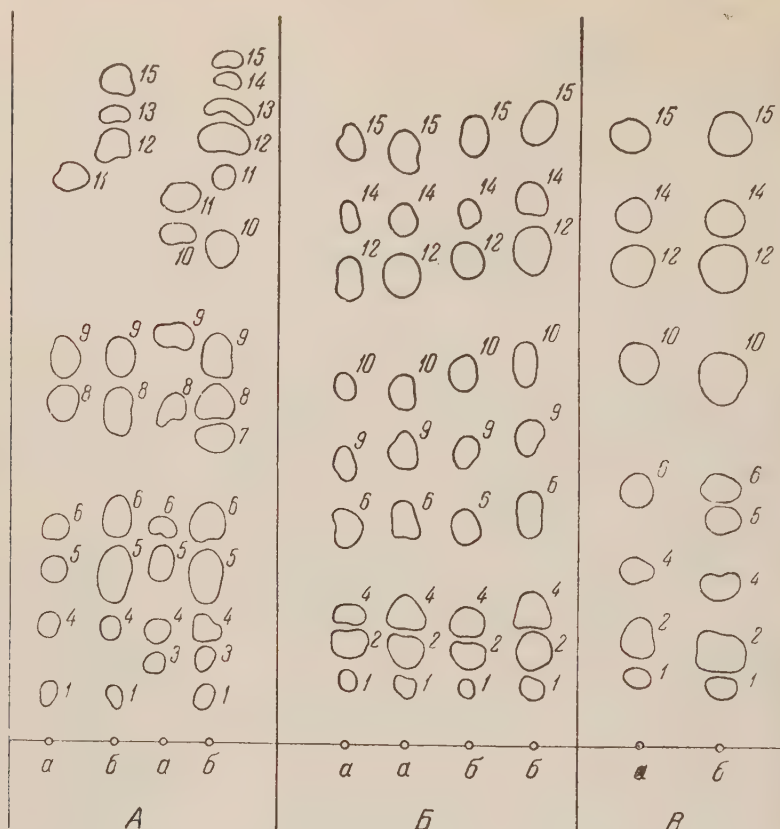 15 15
14
13 13
12 12
11 11
11
10 10
9 9 9 9
8 8 8 8
7
6 6 6 6
5 5 5 5
4 4 4 4
3 3
1 1 1
а б а б
А
15 15 15 15
14 14 14 14
12 12 12 12
10 10 10 10
9 9 9 9
6 6 6 6
4 4 4 4
2 2 2 2
1 1 1 1
а а б б
Б
15 15
14 14
12 12
10 10
6 6
5
4 4
2 2
1 1
а б
В